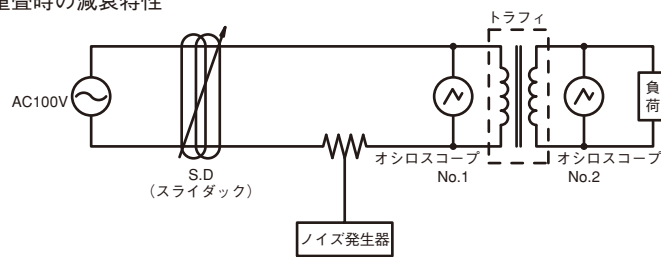 重畳時の減衰特性
トラフィ
AC100V
負
荷
S.D
(スライダック)
オシロスコープ
No.1
オシロスコープ
No.2
ノイズ発生器